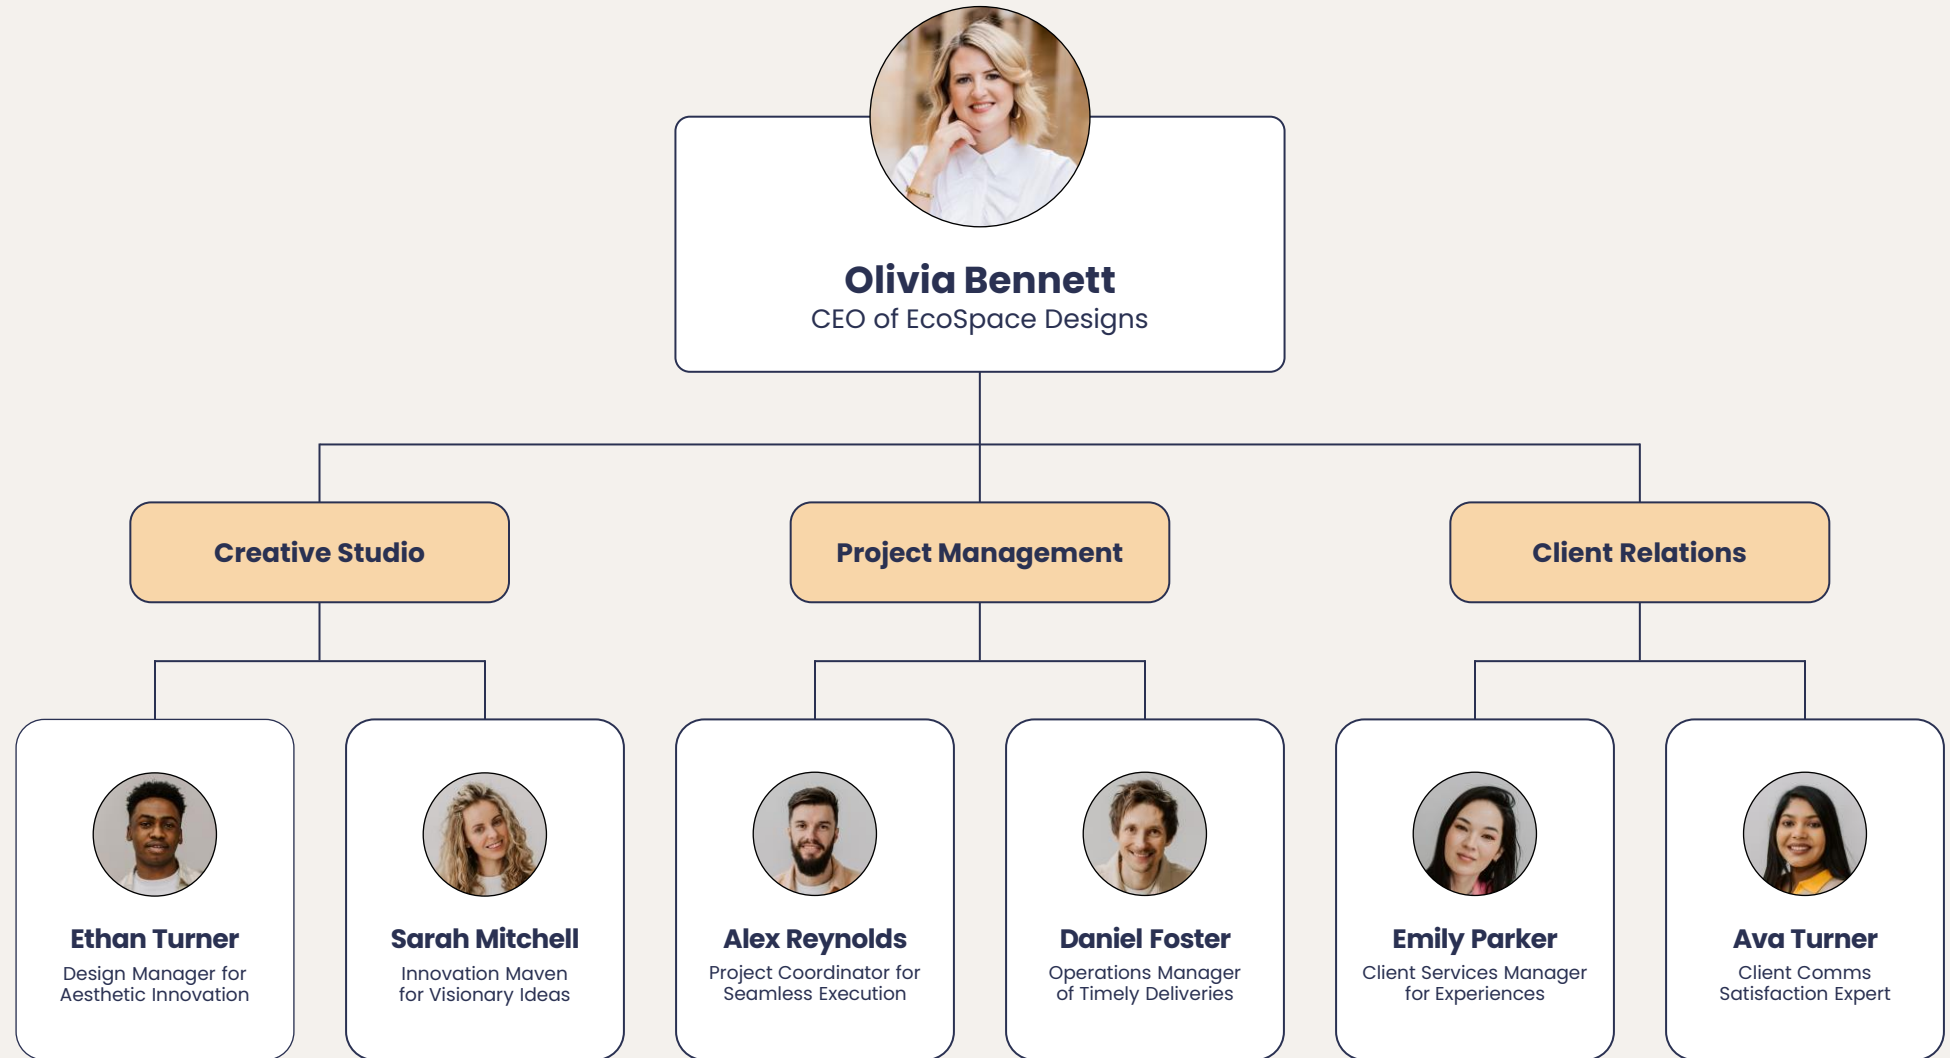 Olivia Bennett
CEO of EcoSpace Designs
Creative Studio
Project Management
Client Relations
Ethan Turner
Design Manager for
Aesthetic Innovation
Sarah Mitchell
Innovation Maven
for Visionary Ideas
Alex Reynolds
Project Coordinator for
Seamless Execution
Daniel Foster
Operations Manager
of Timely Deliveries
Emily Parker
Client Services Manager
for Experiences
Ava Turner
Client Comms
Satisfaction Expert